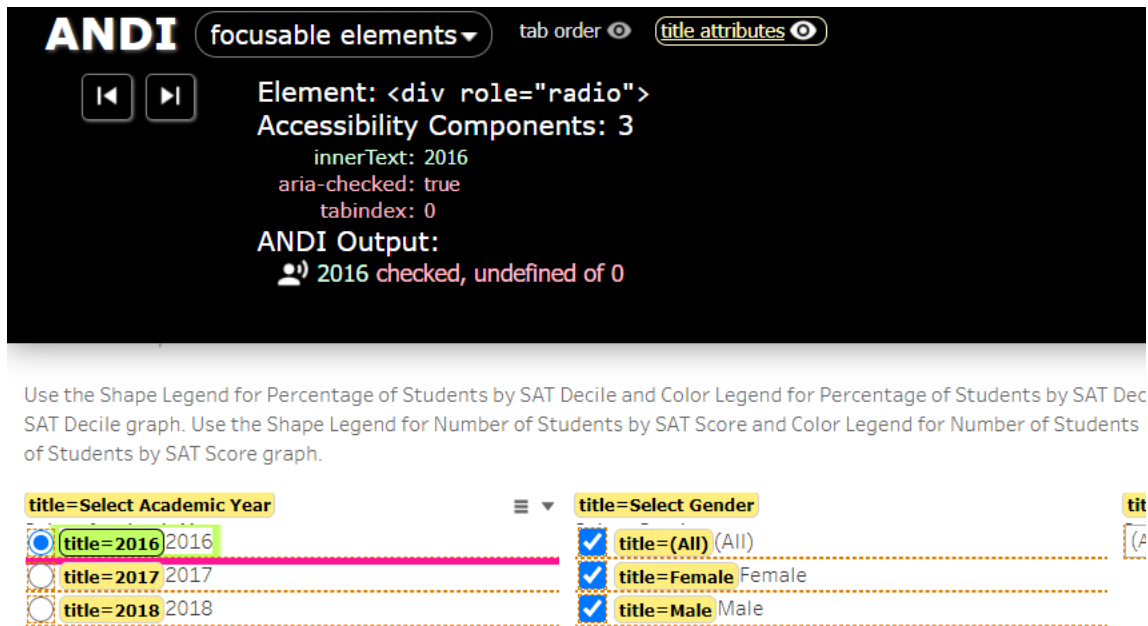 ANDI focusable elements tab order title attributes
Element: <div role="radio">
Accessibility Components: 3
innerText: 2016
aria-checked: true
tabindex: 0
ANDI Output:
2016 checked, undefined of 0
Use the Shape Legend for Percentage of Students by SAT Decile and Color Legend for Percentage of Students by SAT Dec
SAT Decile graph. Use the Shape Legend for Number of Students by SAT Score and Color Legend for Number of Students
of Students by SAT Score graph.
title=Select Academic Year title=Select Gender tit
title=2016 2016 title=(All) (All) (A
title=2017 2017 title=Female Female
title=2018 2018 title=Male Male